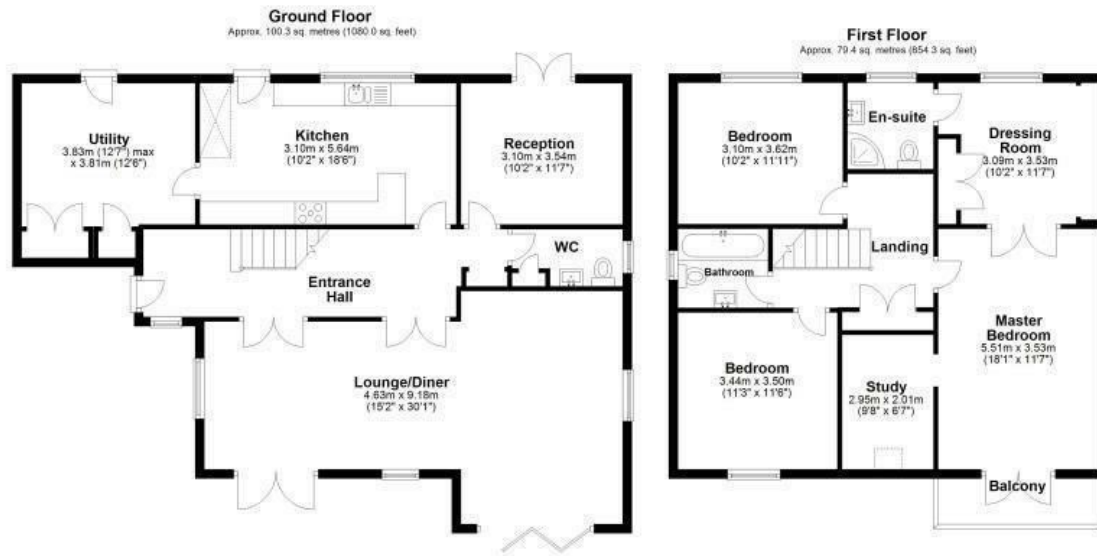 Ground Floor
Approx. 100.3 sq. metres (1080.0 sq. feet)
Utility
3.83m (12'7") max
x 3.81m (12'6")
Kitchen
3.10m x 5.64m
(10'2" x 18'6")
Reception
3.10m x 3.54m
(10'2" x 11'7")
WC
Entrance
Hall
Lounge/Diner
4.63m x 9.18m
(15'2" x 30'1")
First Floor
Approx. 79.4 sq. metres (854.3 sq. feet)
Bedroom
3.10m x 3.62m
(10'2" x 11'11")
En-suite
Dressing
Room
3.09m x 3.53m
(10'2" x 11'7")
Landing
Bathroom
Master
Bedroom
5.51m x 3.53m
(18'1" x 11'7")
Bedroom
3.44m x 3.50m
(11'3" x 11'6")
Study
2.95m x 2.01m
(9'8" x 6'7")
Balcony